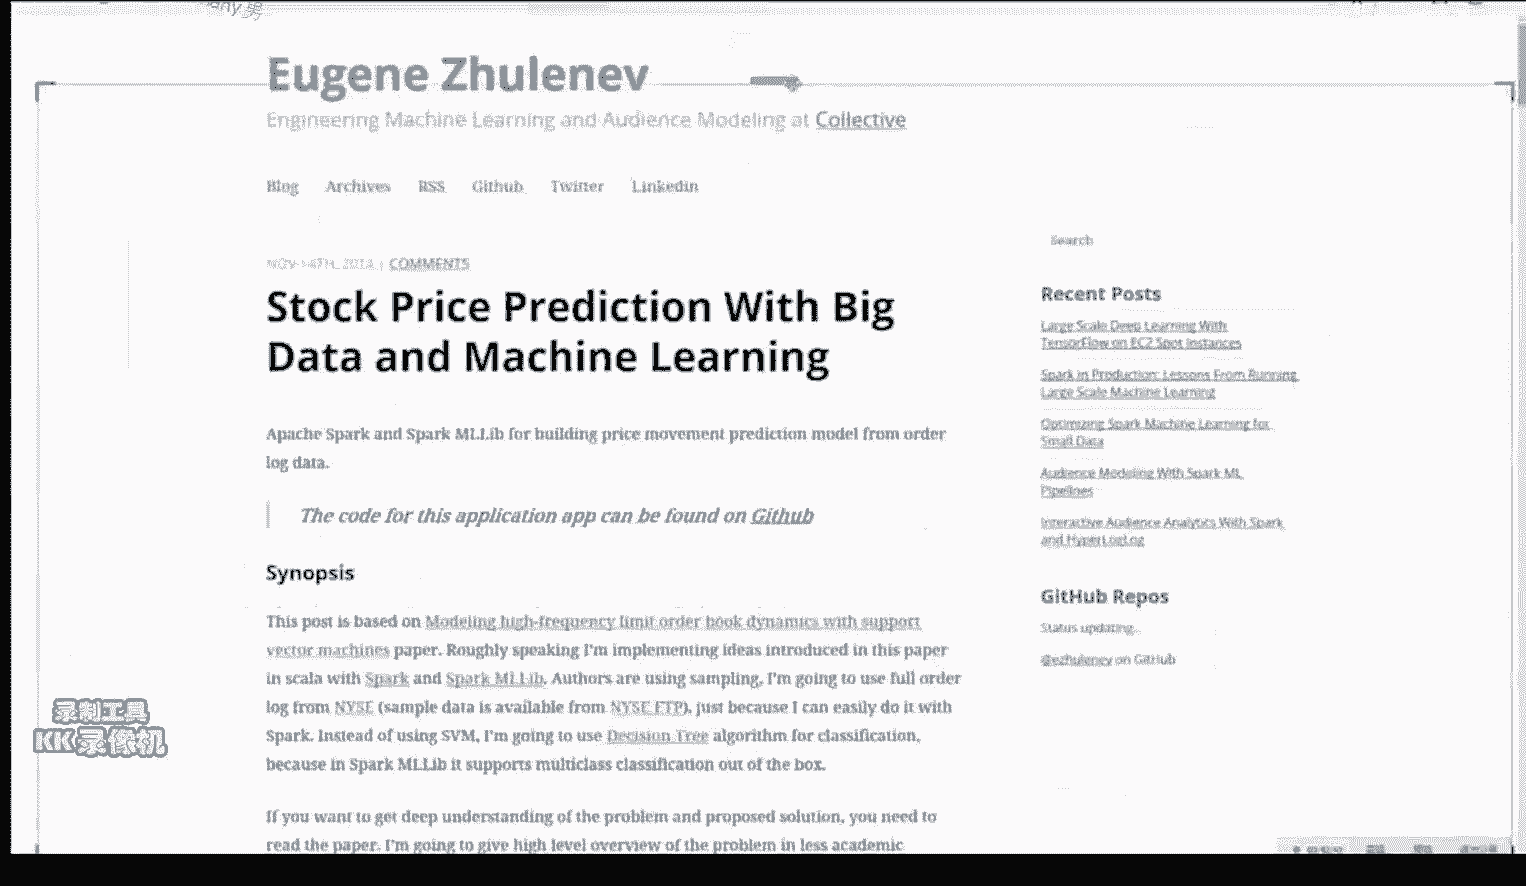 Eugene Zhulenev
Engineering Machine Learning and Audience Modeling at Collective
Blog Archives RSS Github Twitter Linkedin
COMMENTS
Stock Price Prediction With Big
Data and Machine Learning
Apache Spark and Spark MLLib for building price movement prediction model from order
log data.
The code for this application app can be found on Github
Synopsis
This post is based on Modeling high-frequency limit order book dynamics with support
vector machines paper. Roughly speaking I'm implementing ideas introduced in this paper
in scala with Spark and Spark MLLib. Authors are using sampling, I'm going to use full order
log from NYSE (sample data is available from NYSE FTP), just because I can easily do it with
Spark. Instead of using SVM, I'm going to use Decision Tree algorithm for classification,
because in Spark MLLib it supports multiclass classification out of the box.
If you want to get deep understanding of the problem and proposed solution, you need to
read the paper. I'm going to give high level overview of the problem in less academic
Search
Recent Posts
Large Scale Deep Learning With
TensorFlow on EC2 Spot Instances
Spark in Production: Lessons From Running
Large Scale Machine Learning
Optimizing Spark Machine Learning for
Small Data
Audience Modeling With Spark ML
Pipelines
Interactive Audience Analytics With Spark
and HyperLogLog
GitHub Repos
Status updating...
@ezhulenev on GitHub
录制工具
KK录像机